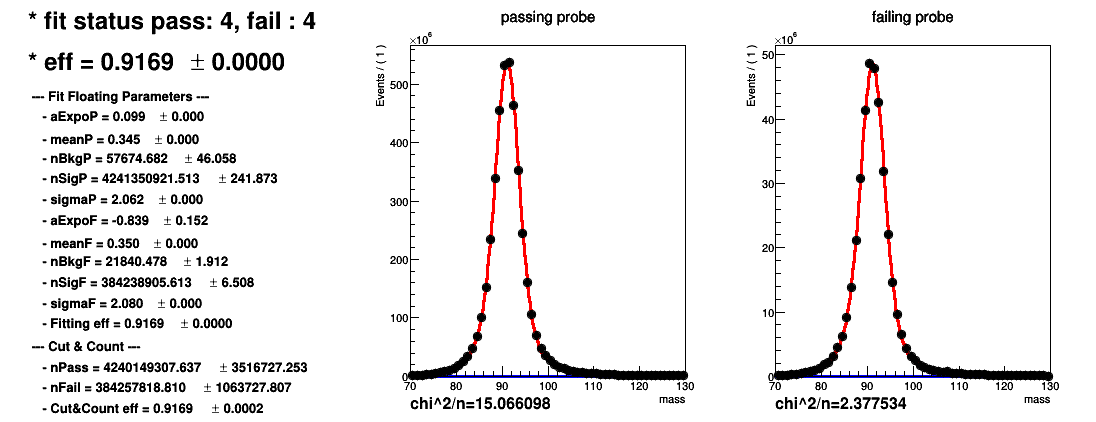 * fit status pass: 4, fail : 4
* eff = 0.9169 ± 0.0000
--- Fit Floating Parameters ---
- aExpoP = 0.099 ± 0.000
- meanP = 0.345 ± 0.000
- nBkgP = 57674.682 ± 46.058
- nSigP = 4241350921.513 ± 241.873
- sigmaP = 2.062 ± 0.000
- aExpoF = -0.839 ± 0.152
- meanF = 0.350 ± 0.000
- nBkgF = 21840.478 ± 1.912
- nSigF = 384238905.613 ± 6.508
- sigmaF = 2.080 ± 0.000
- Fitting eff = 0.9169 ± 0.0000
--- Cut & Count ---
- nPass = 4240149307.637 ± 3516727.253
- nFail = 384257818.810 ± 1063727.807
- Cut&Count eff = 0.9169 ± 0.0002
passing probe
×10^6
Events / ( 1 )
500
400
300
200
100
0
70 80 90 100 110 120 130
mass
chi^2/n=15.066098
failing probe
×10^6
Events / ( 1 )
50
40
30
20
10
0
70 80 90 100 110 120 130
mass
chi^2/n=2.377534